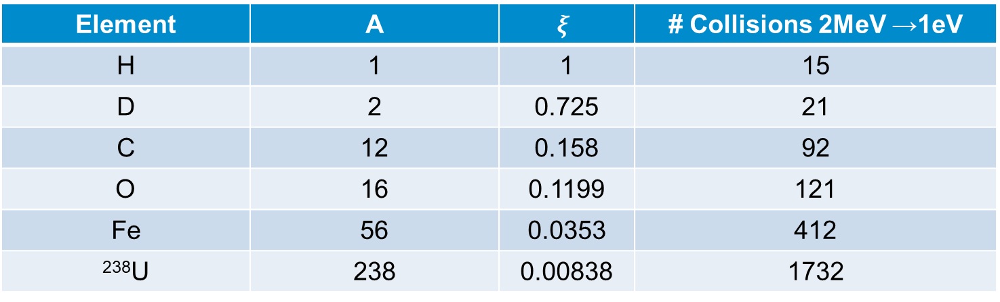 Element A ξ # Collisions 2MeV →1eV
H 1 1 15
D 2 0.725 21
C 12 0.158 92
O 16 0.1199 121
Fe 56 0.0353 412
²³⁸U 238 0.00838 1732